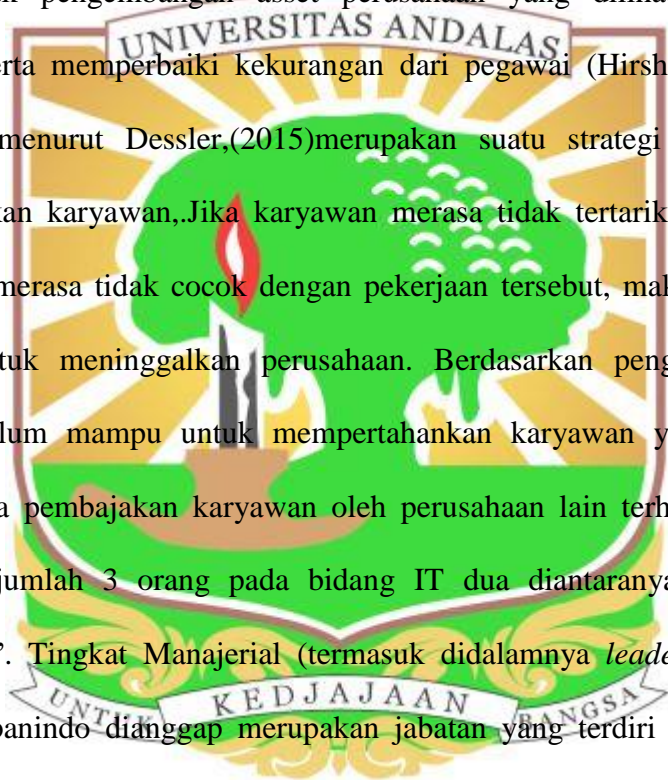 pengembangan asset perusahaan yang
UNIVERSITAS ANDALAS
erta memperbaiki kekurangan dari pegawai (Hirsh
menurut Dessler,(2015)merupakan suatu strategi
kan karyawan,.Jika karyawan merasa tidak tertarik
merasa tidak cocok dengan pekerjaan tersebut, mak
tuk meninggalkan perusahaan. Berdasarkan peng
lum mampu untuk mempertahankan karyawan y
a pembajakan karyawan oleh perusahaan lain terh
jumlah 3 orang pada bidang IT dua diantaranya
”. Tingkat Manajerial (termasuk didalamnya leade
UNTUK KEDJAJAAN BANGSA
panindo dianggap merupakan jabatan yang terdiri